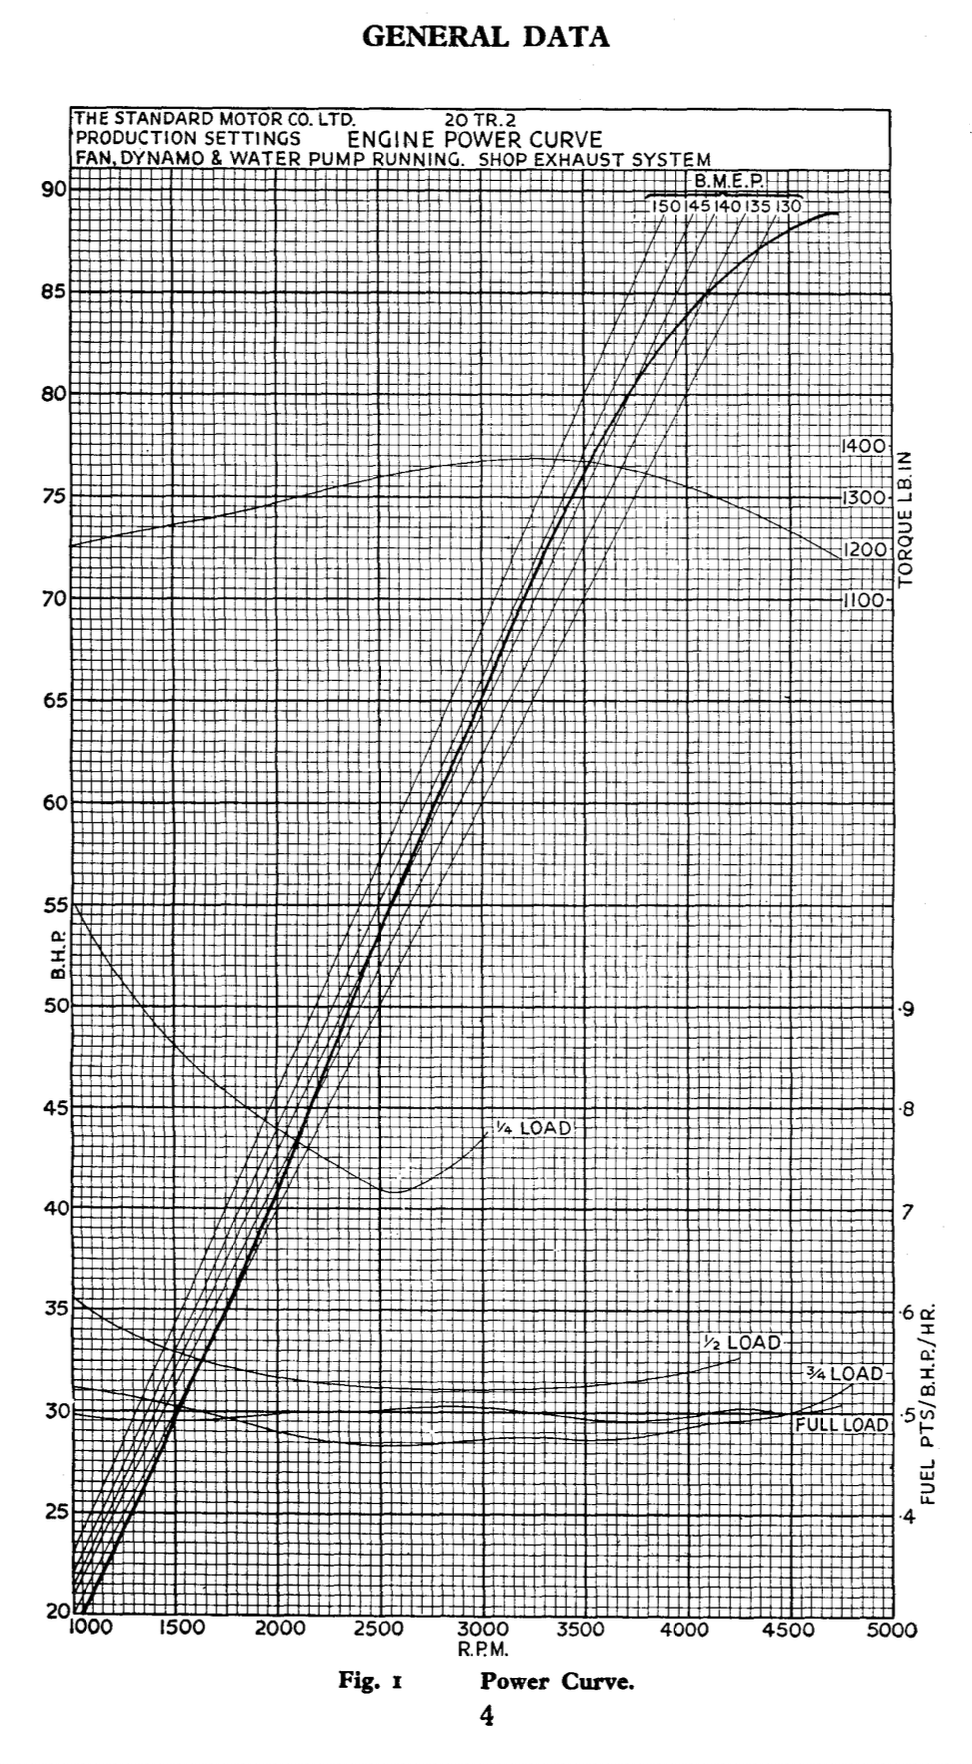 GENERAL DATA
THE STANDARD MOTOR CO. LTD. 20 TR.2
PRODUCTION SETTINGS ENGINE POWER CURVE
FAN, DYNAMO & WATER PUMP RUNNING. SHOP EXHAUST SYSTEM
B.M.E.P.
150 145 140 135 130
90
85
80
75
70
65
60
55
50
45
40
35
30
25
20
B.H.P.
1400
1300
1200
1100
TORQUE LB.IN
·9
·8
·7
·6
·5
·4
FUEL PTS/B.H.P./HR.
1/4 LOAD
1/2 LOAD
3/4 LOAD
FULL LOAD
1000 1500 2000 2500 3000 3500 4000 4500 5000
R.P.M.
Fig. 1 Power Curve.
4